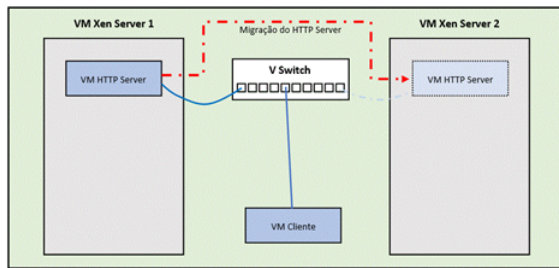 VM Xen Server 1
VM Xen Server 2
Migração do HTTP Server
V Switch
VM HTTP Server
VM HTTP Server
VM Cliente